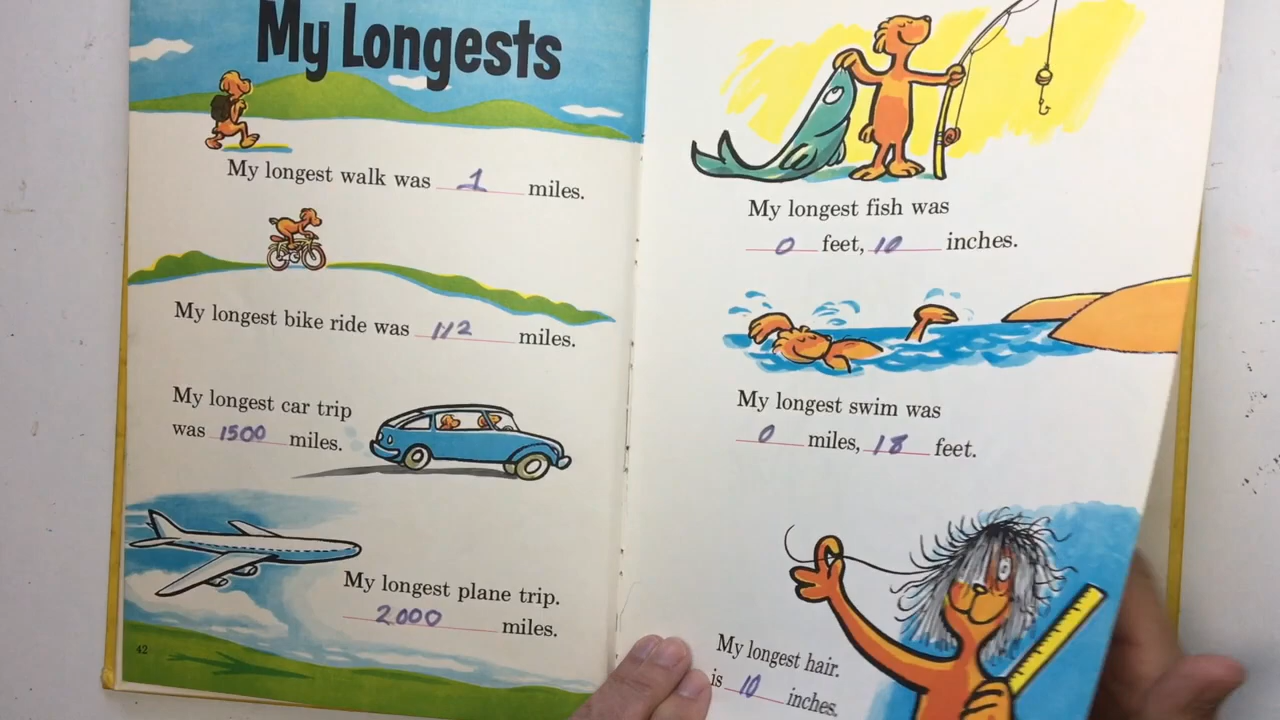 My Longests
My longest walk was 1 miles.
My longest bike ride was 1/2 miles.
My longest car trip
was 1500 miles.
My longest plane trip.
2000 miles.
42
My longest fish was
0 feet, 10 inches.
My longest swim was
0 miles, 18 feet.
My longest hair.
is 10 inches.